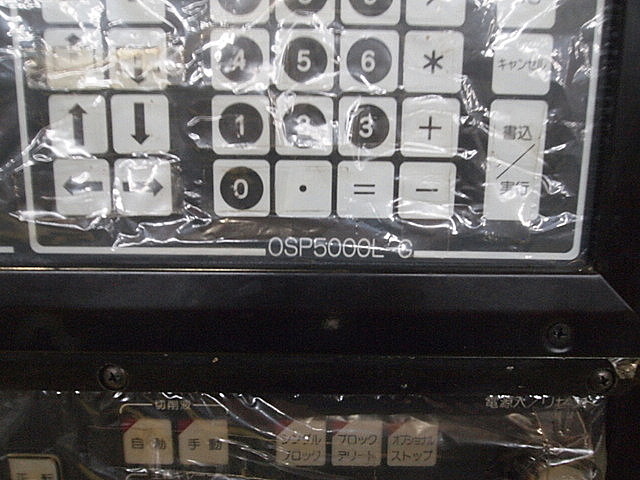 4 5 6 * キャンセル
↑ ↓ 1 2 3 + 書込／実行
← → 0 · = −
OSP5000L-G
切削液
自動 手動 シングル ブロック オプショナル
ブロック デリート ストップ